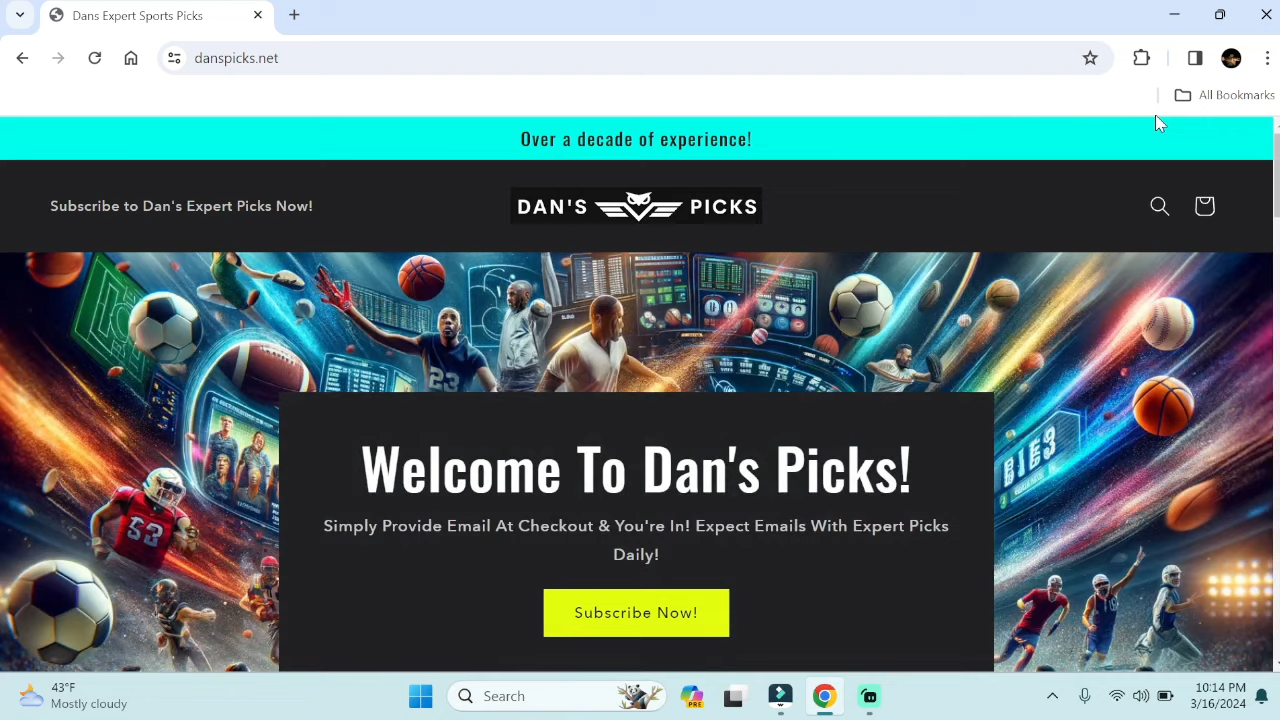 Dans Expert Sports Picks
danspicks.net
All Bookmarks
Over a decade of experience!
Subscribe to Dan's Expert Picks Now!
DAN'S PICKS
Welcome To Dan's Picks!
Simply Provide Email At Checkout & You're In! Expect Emails With Expert Picks
Daily!
Subscribe Now!
23
43°F
Mostly cloudy
Search
PRE
10:14 PM
3/16/2024